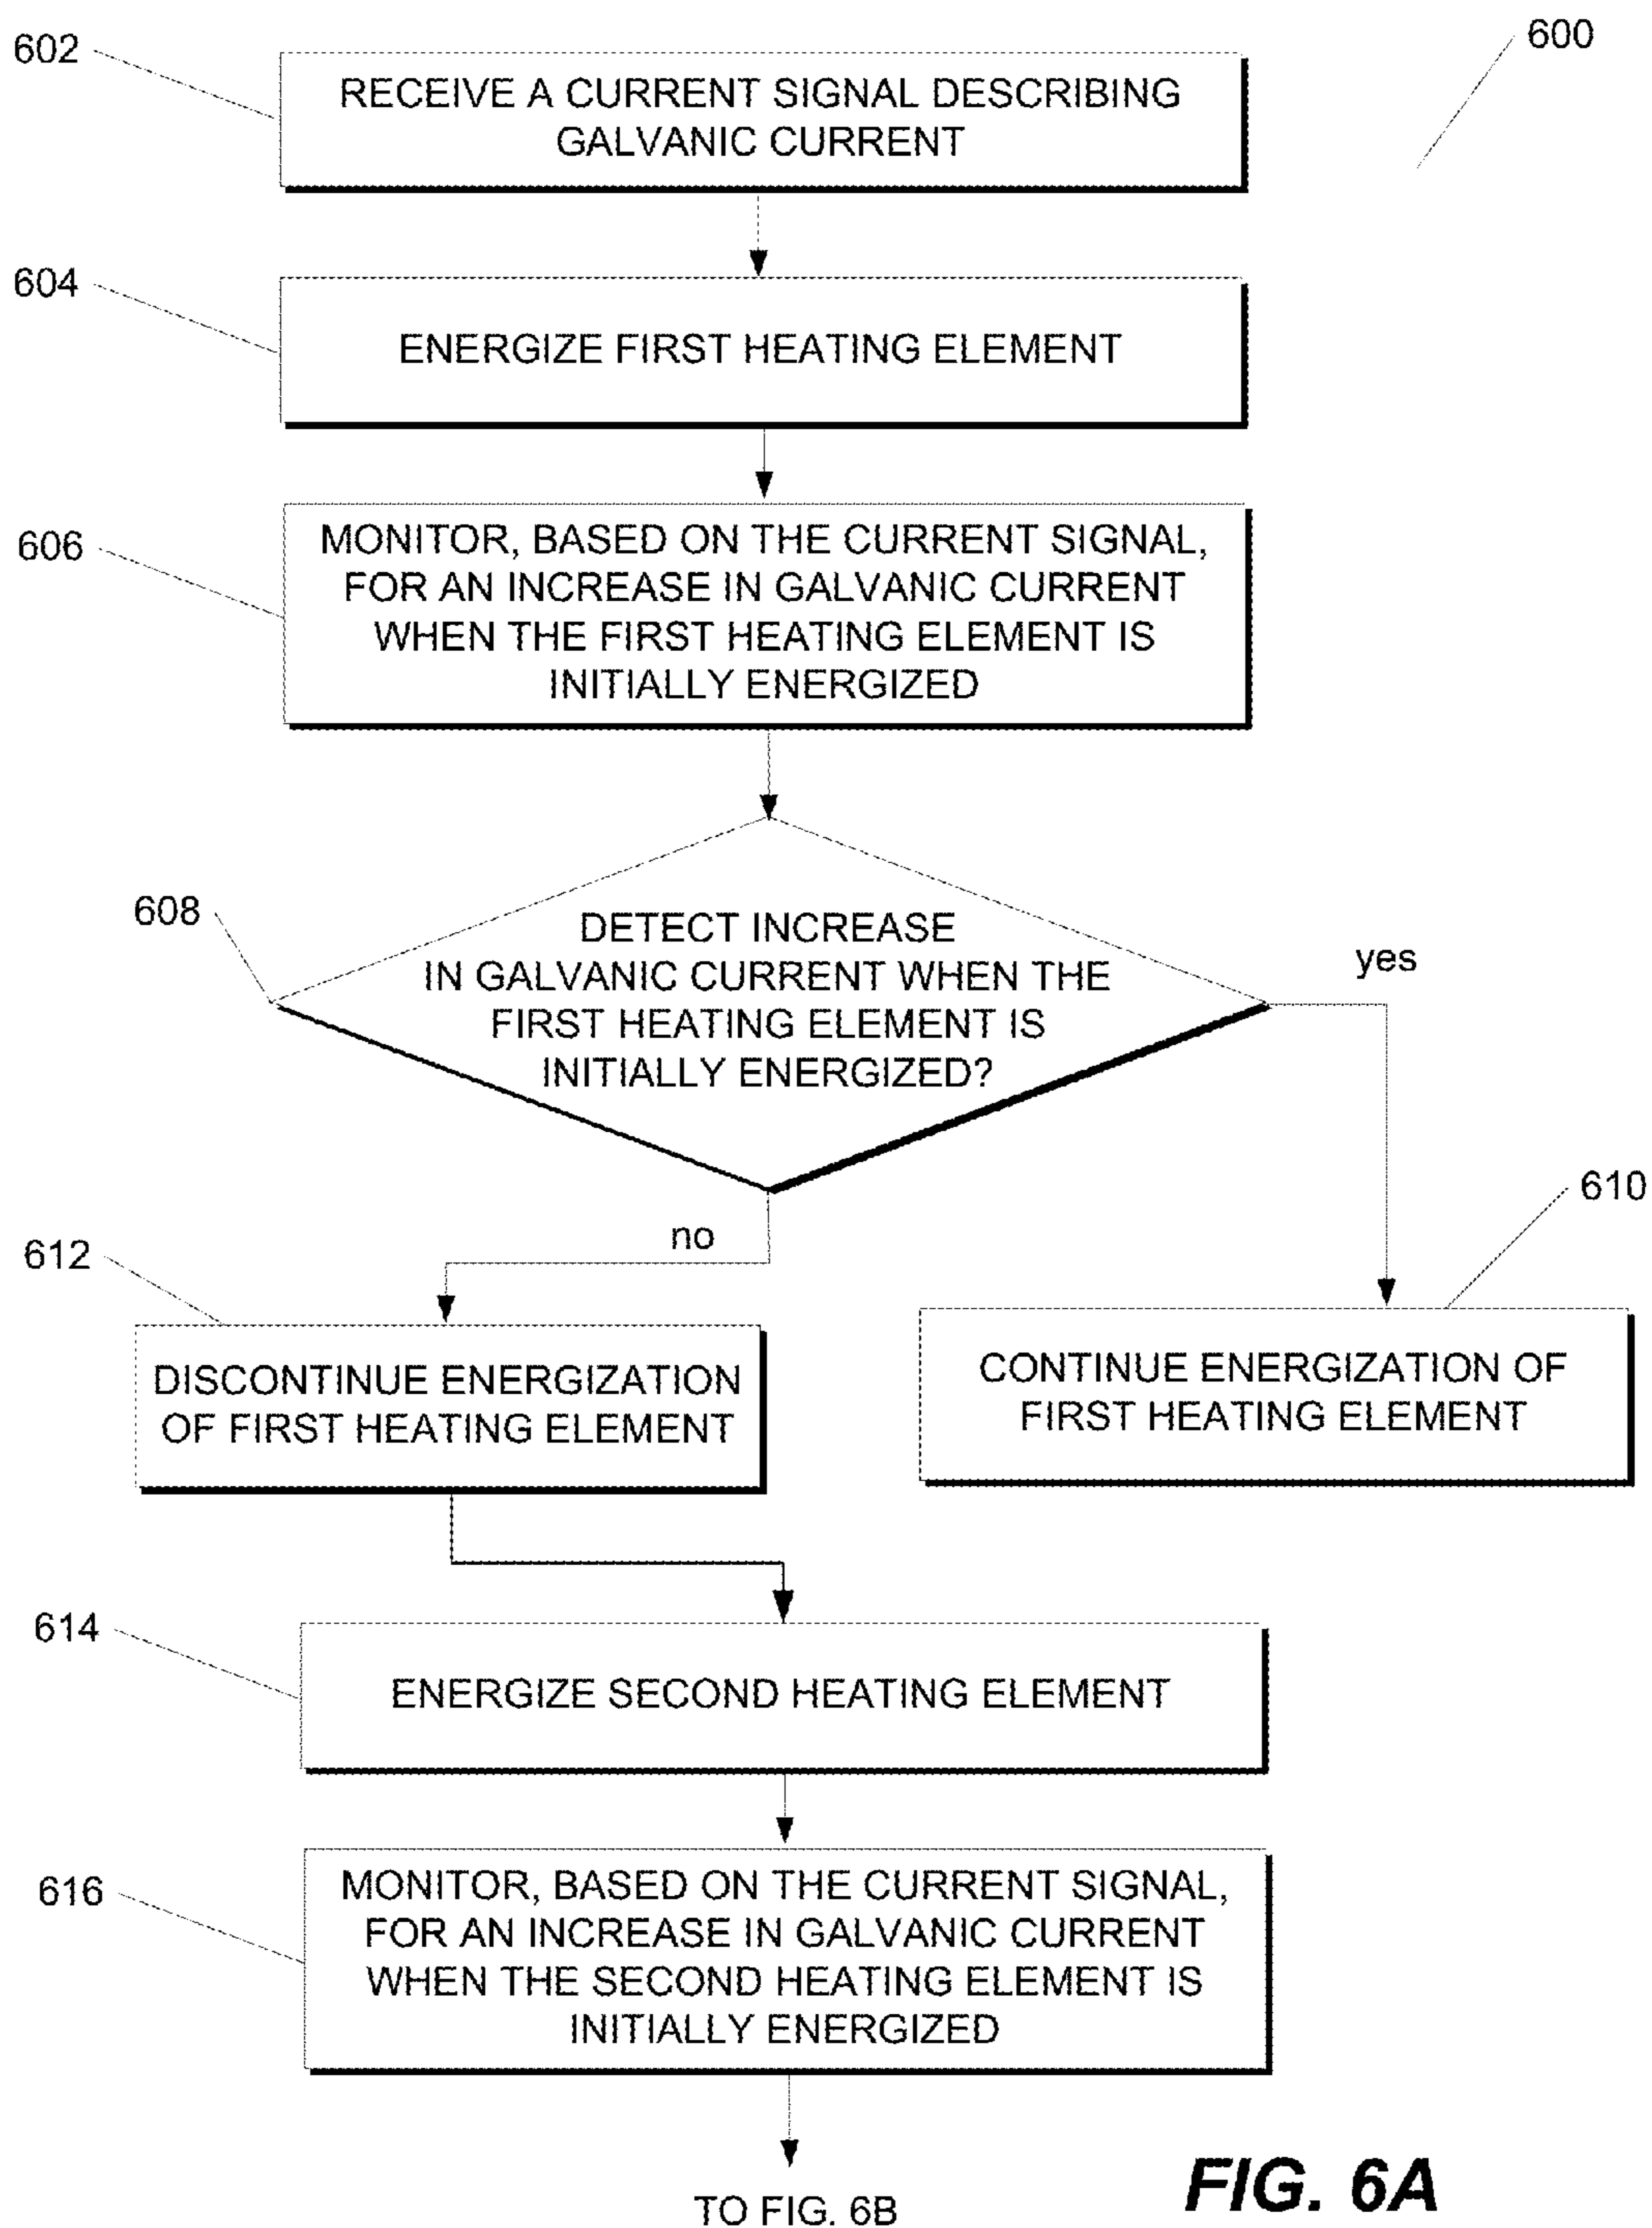 600
602
RECEIVE A CURRENT SIGNAL DESCRIBING
GALVANIC CURRENT
604
ENERGIZE FIRST HEATING ELEMENT
606
MONITOR, BASED ON THE CURRENT SIGNAL,
FOR AN INCREASE IN GALVANIC CURRENT
WHEN THE FIRST HEATING ELEMENT IS
INITIALLY ENERGIZED
608
DETECT INCREASE
IN GALVANIC CURRENT WHEN THE
FIRST HEATING ELEMENT IS
INITIALLY ENERGIZED?
yes
no
610
612
DISCONTINUE ENERGIZATION
OF FIRST HEATING ELEMENT
CONTINUE ENERGIZATION OF
FIRST HEATING ELEMENT
614
ENERGIZE SECOND HEATING ELEMENT
616
MONITOR, BASED ON THE CURRENT SIGNAL,
FOR AN INCREASE IN GALVANIC CURRENT
WHEN THE SECOND HEATING ELEMENT IS
INITIALLY ENERGIZED
TO FIG. 6B
FIG. 6A